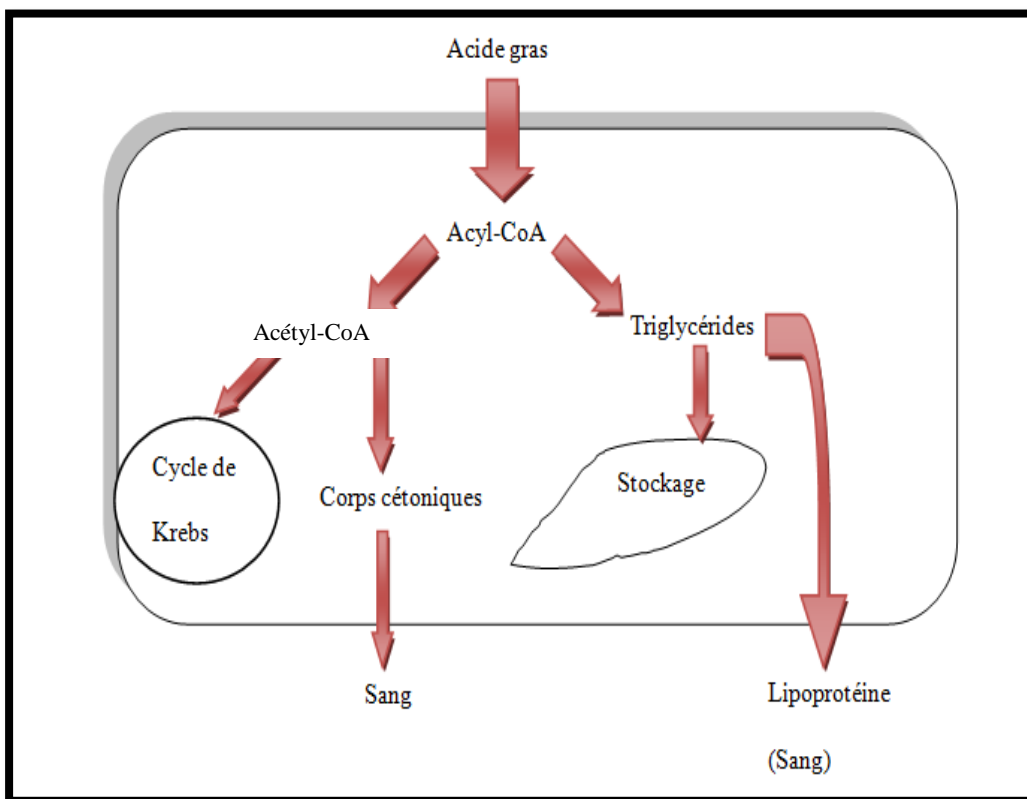 Acide gras
Acyl-CoA
Acétyl-CoA
Triglycérides
Cycle de
Krebs
Corps cétoniques
Stockage
Sang
Lipoprotéine
(Sang)